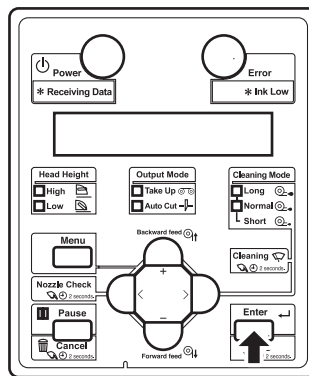 Power
Error
* Receiving Data
* Ink Low
Head Height
High
Low
Output Mode
Take Up
Auto Cut
Cleaning Mode
Long
Normal
Short
Menu
Backward feed
Cleaning
2 seconds.
Nozzle Check
2 seconds.
+
< >
−
Pause
Cancel
2 seconds.
Forward feed
Enter
2 seconds.